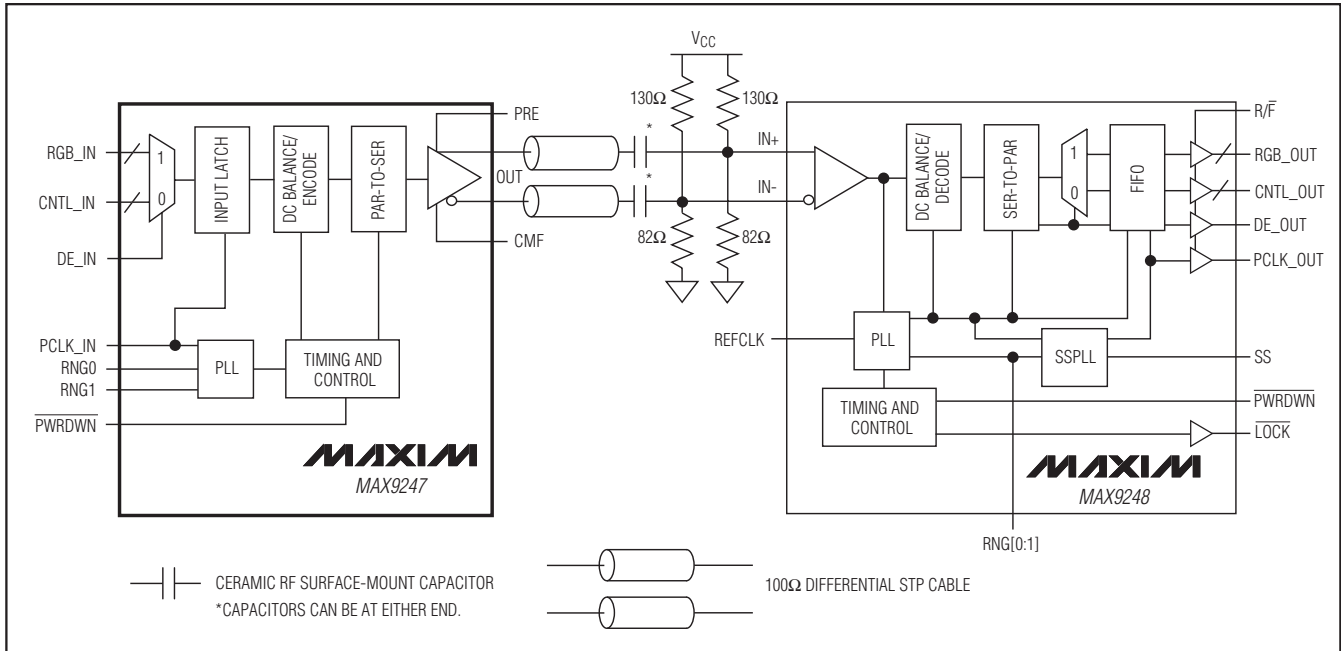 RGB_IN
CNTL_IN
DE_IN
PCLK_IN
RNG0
RNG1
PWRDWN
1
0
INPUT LATCH
DC BALANCE/
ENCODE
PAR-TO-SER
PLL
TIMING AND
CONTROL
MAXIM
MAX9247
PRE
OUT
CMF
VCC
130Ω
130Ω
*
*
82Ω
82Ω
IN+
IN-
REFCLK
DC BALANCE/
DECODE
SER-TO-PAR
1
0
FIFO
PLL
SSPLL
TIMING AND
CONTROL
MAXIM
MAX9248
R/F
RGB_OUT
CNTL_OUT
DE_OUT
PCLK_OUT
SS
PWRDWN
LOCK
RNG[0:1]
CERAMIC RF SURFACE-MOUNT CAPACITOR
*CAPACITORS CAN BE AT EITHER END.
100Ω DIFFERENTIAL STP CABLE